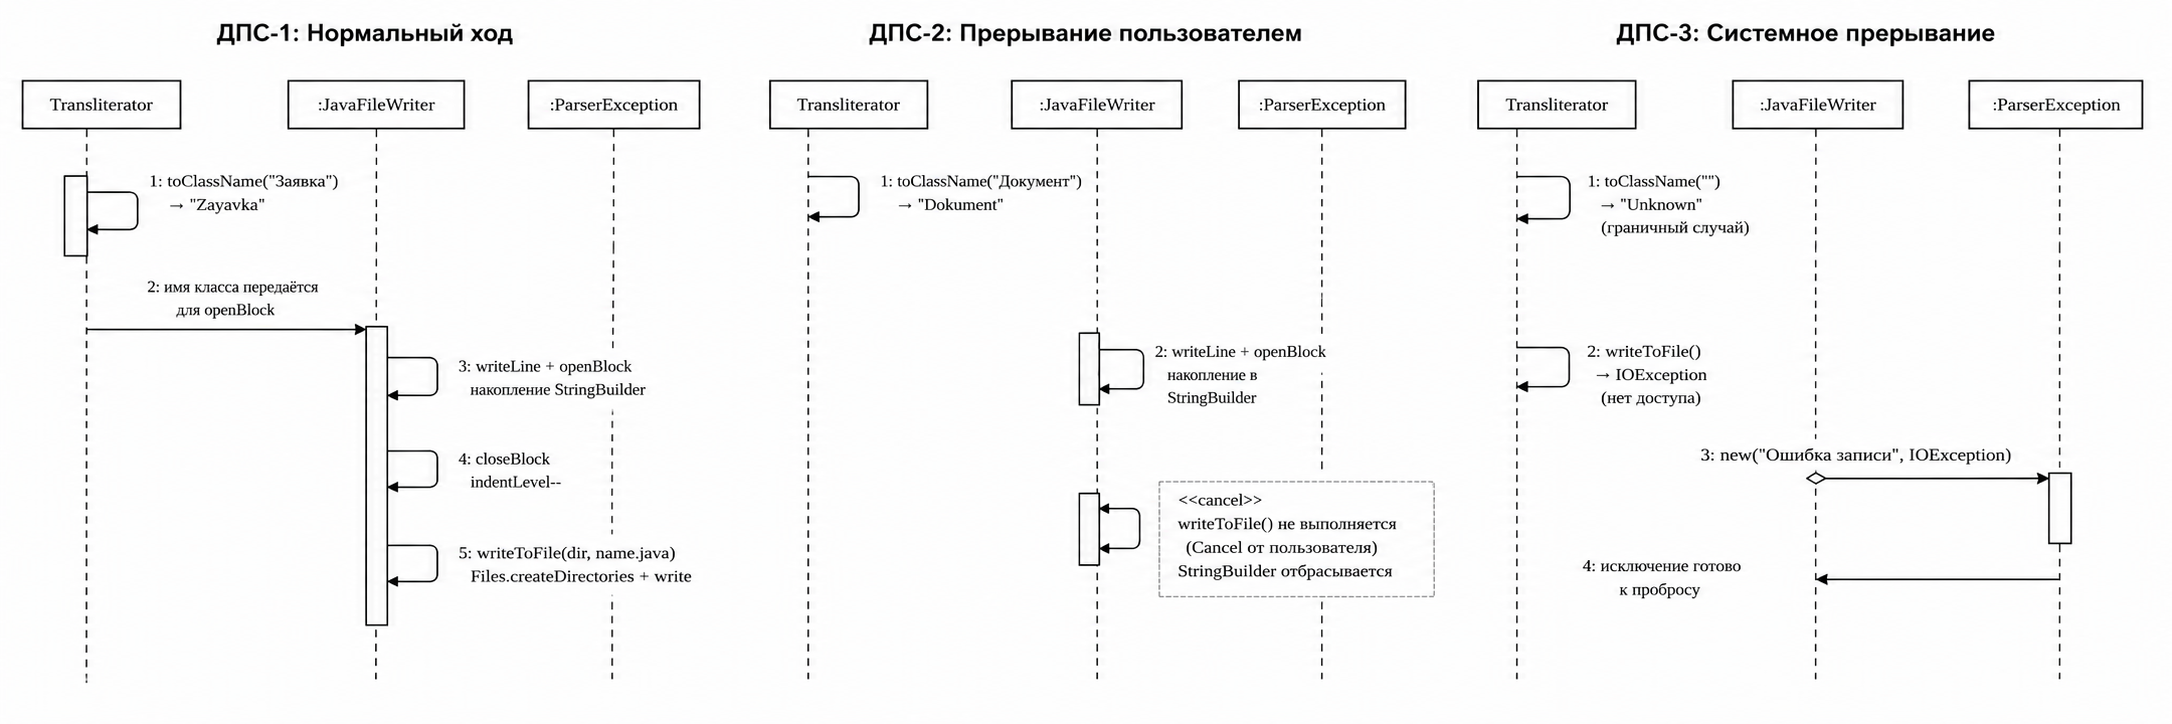 ДПС-1: Нормальный ход
Transliterator
:JavaFileWriter
:ParserException
1: toClassName("Заявка")
→ "Zayavka"
2: имя класса передаётся
для openBlock
3: writeLine + openBlock
накопление StringBuilder
4: closeBlock
indentLevel--
5: writeToFile(dir, name.java)
Files.createDirectories + write
ДПС-2: Прерывание пользователем
Transliterator
:JavaFileWriter
:ParserException
1: toClassName("Документ")
→ "Dokument"
2: writeLine + openBlock
накопление в
StringBuilder
<<cancel>>
writeToFile() не выполняется
(Cancel от пользователя)
StringBuilder отбрасывается
ДПС-3: Системное прерывание
Transliterator
:JavaFileWriter
:ParserException
1: toClassName("")
→ "Unknown"
(граничный случай)
2: writeToFile()
→ IOException
(нет доступа)
3: new("Ошибка записи", IOException)
4: исключение готово
к пробросу